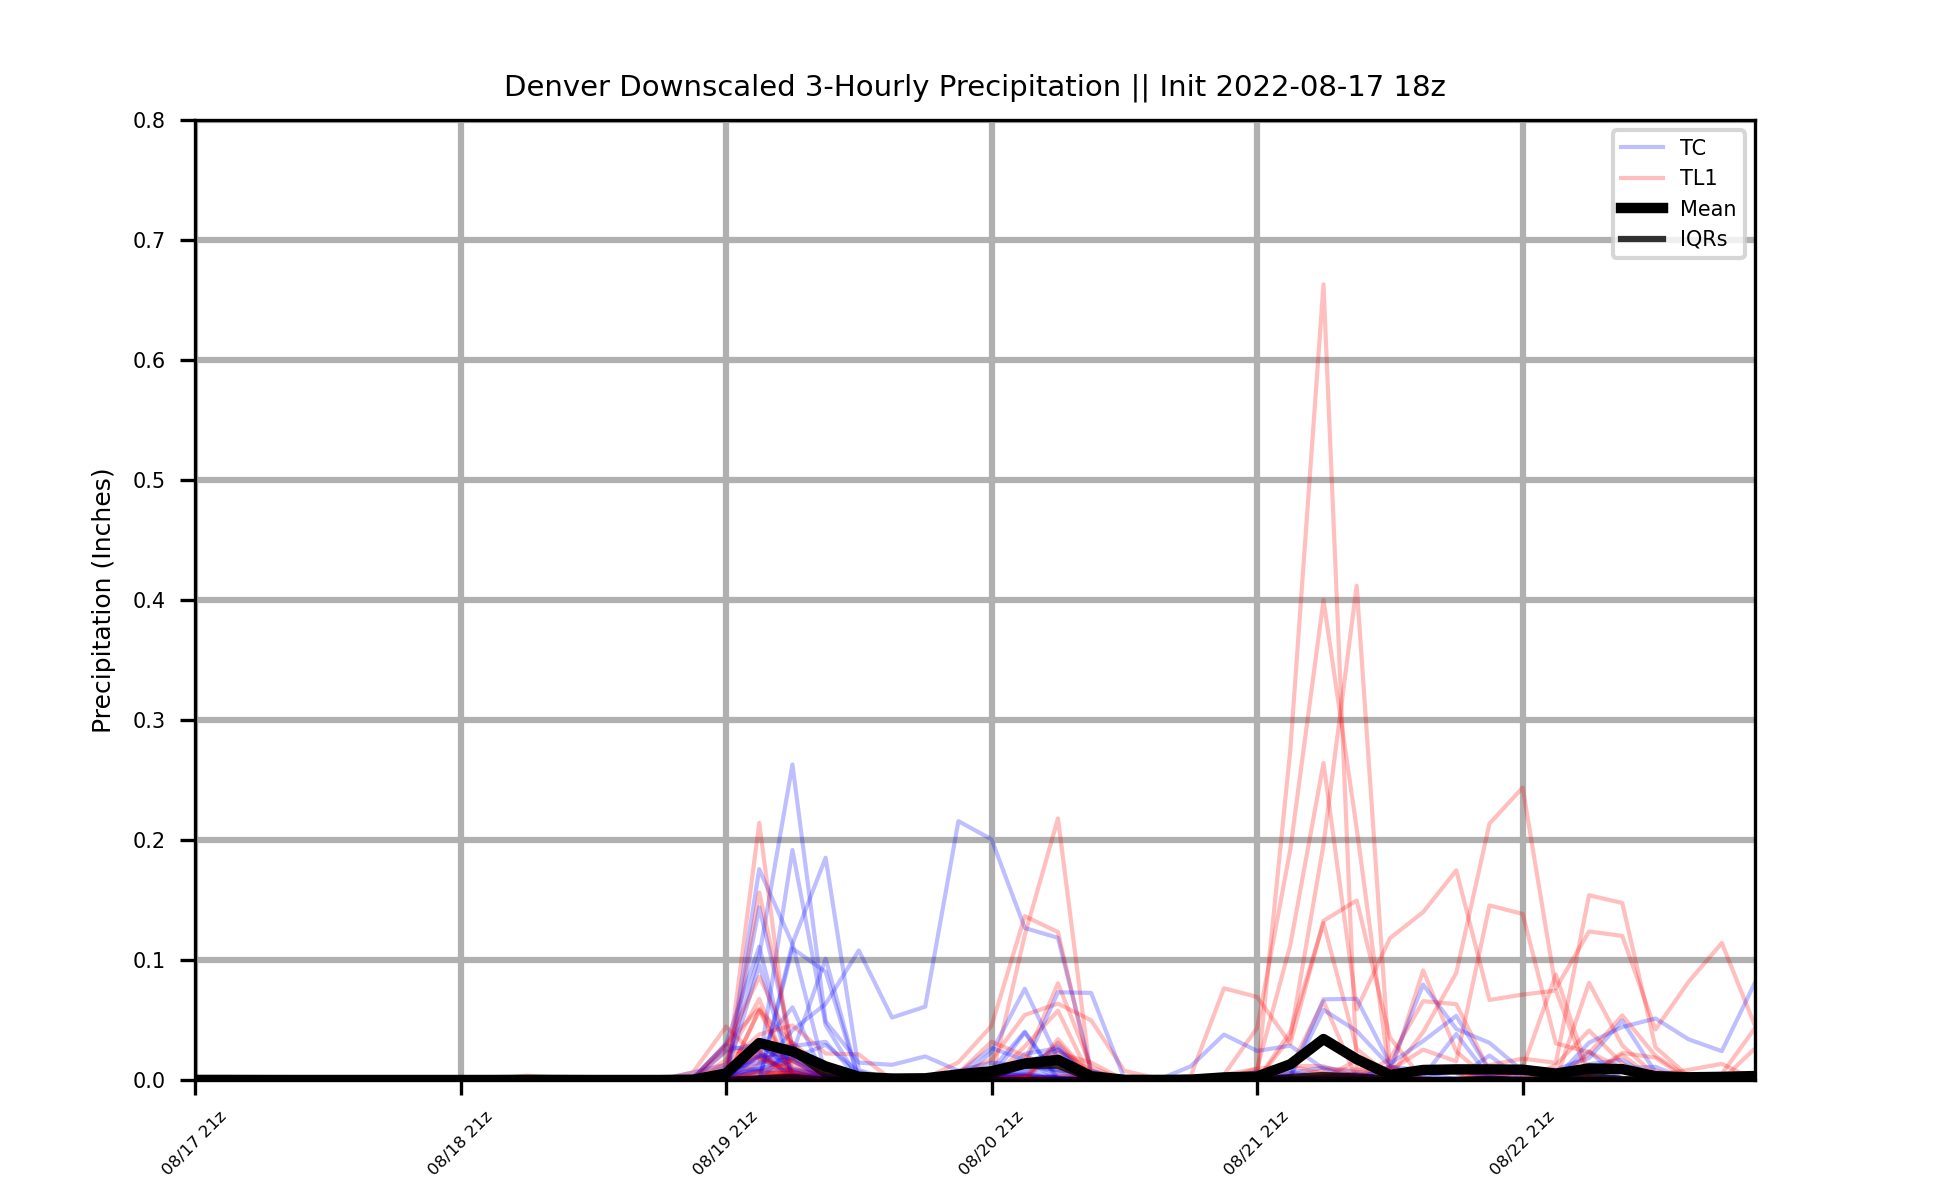 Denver Downscaled 3-Hourly Precipitation || Init 2022-08-17 18z
0.8
0.7
0.6
0.5
0.4
0.3
0.2
0.1
0.0
Precipitation (Inches)
TC
TL1
Mean
IQRs
08/17 21z
08/18 21z
08/19 21z
08/20 21z
08/21 21z
08/22 21z